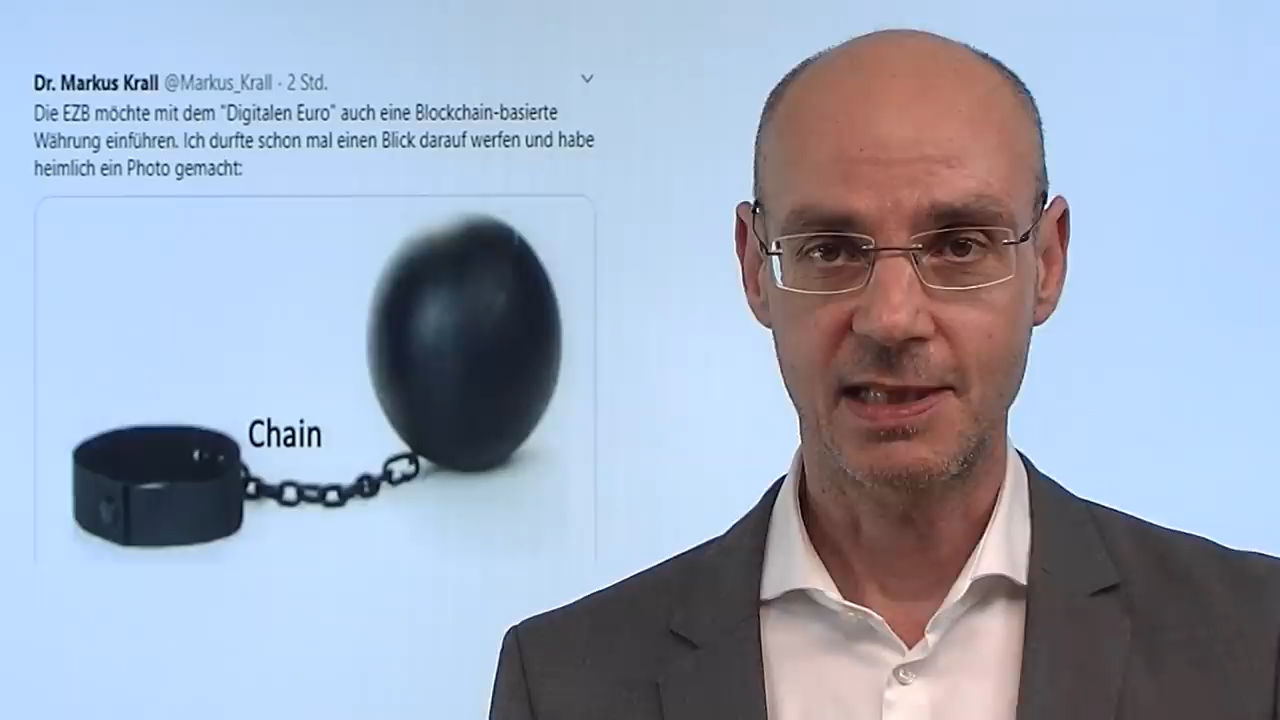 Dr. Markus Krall @Markus_Krall · 2 Std.
Die EZB möchte mit dem "Digitalen Euro" auch eine Blockchain-basierte
Währung einführen. Ich durfte schon mal einen Blick darauf werfen und habe
heimlich ein Photo gemacht:
Chain